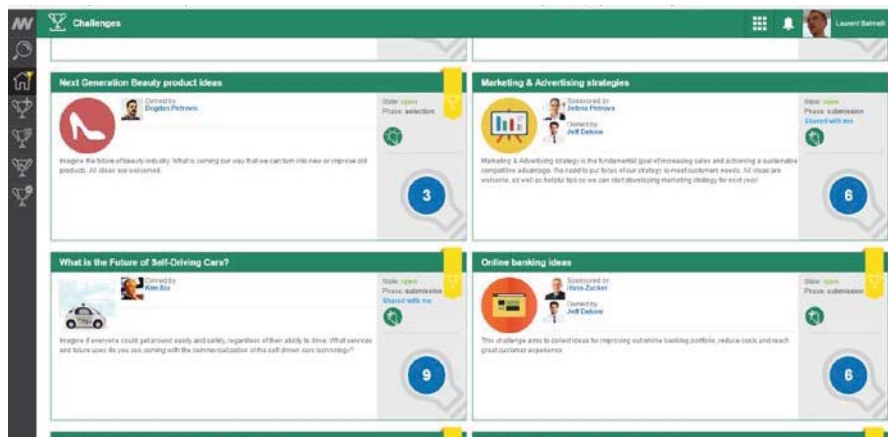 Challenges
Laurent Balmelli
Next Generation Beauty product ideas
Owned by
Bogdan Petrovic
State: open
Phase: selection
Imagine the future of beauty industry. What is coming our way that we can turn into new or improve old
products. All ideas are welcomed.
3
Marketing & Advertising strategies
Sponsored by
Jelena Petrova
Owned by
Jeff Delone
State: open
Phase: submission
Shared with me
Marketing & Advertising strategy is the fundamental goal of increasing sales and achieving a sustainable
competitive advantage. We need to put focus of our strategy to meet customers needs. All ideas are
welcome, as well as helpful tips so we can start developing marketing strategy for next year!
6
What is the Future of Self-Driving Cars?
Owned by
Kim Xiu
State: open
Phase: submission
Shared with me
Imagine if everyone could get around easily and safely, regardless of their ability to drive. What services
and future uses do you see coming with the commercialization of the self driven cars technology?
9
Online banking ideas
Sponsored by
Hans Zucker
Owned by
Jeff Delone
State: open
Phase: submission
This challenge aims to collect ideas for improving out online banking portfolio, reduce costs and reach
great customer experience
6